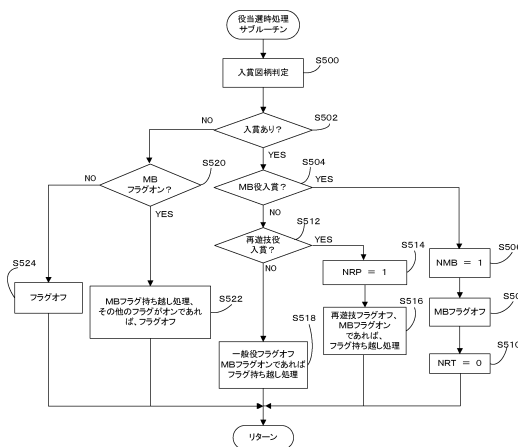 役当選時処理
サブルーチン
S500
入賞図柄判定
S502
入賞あり？
NO
YES
S520
MB
フラグオン？
NO
YES
S504
MB役入賞？
YES
NO
S512
再遊技役
入賞？
YES
NO
S514
NRP = 1
NMB = 1
S524
フラグオフ
MBフラグ持ち越し処理、
その他のフラグがオンであれ
ば、フラグオフ
S522
一般役フラグオフ
MBフラグオンであれば
フラグ持ち越し処理
S518
再遊技フラグオフ、
MBフラグオン
であれば、
フラグ持ち越し処理
S516
MBフラグオフ
NRT = 0
S510
リターン